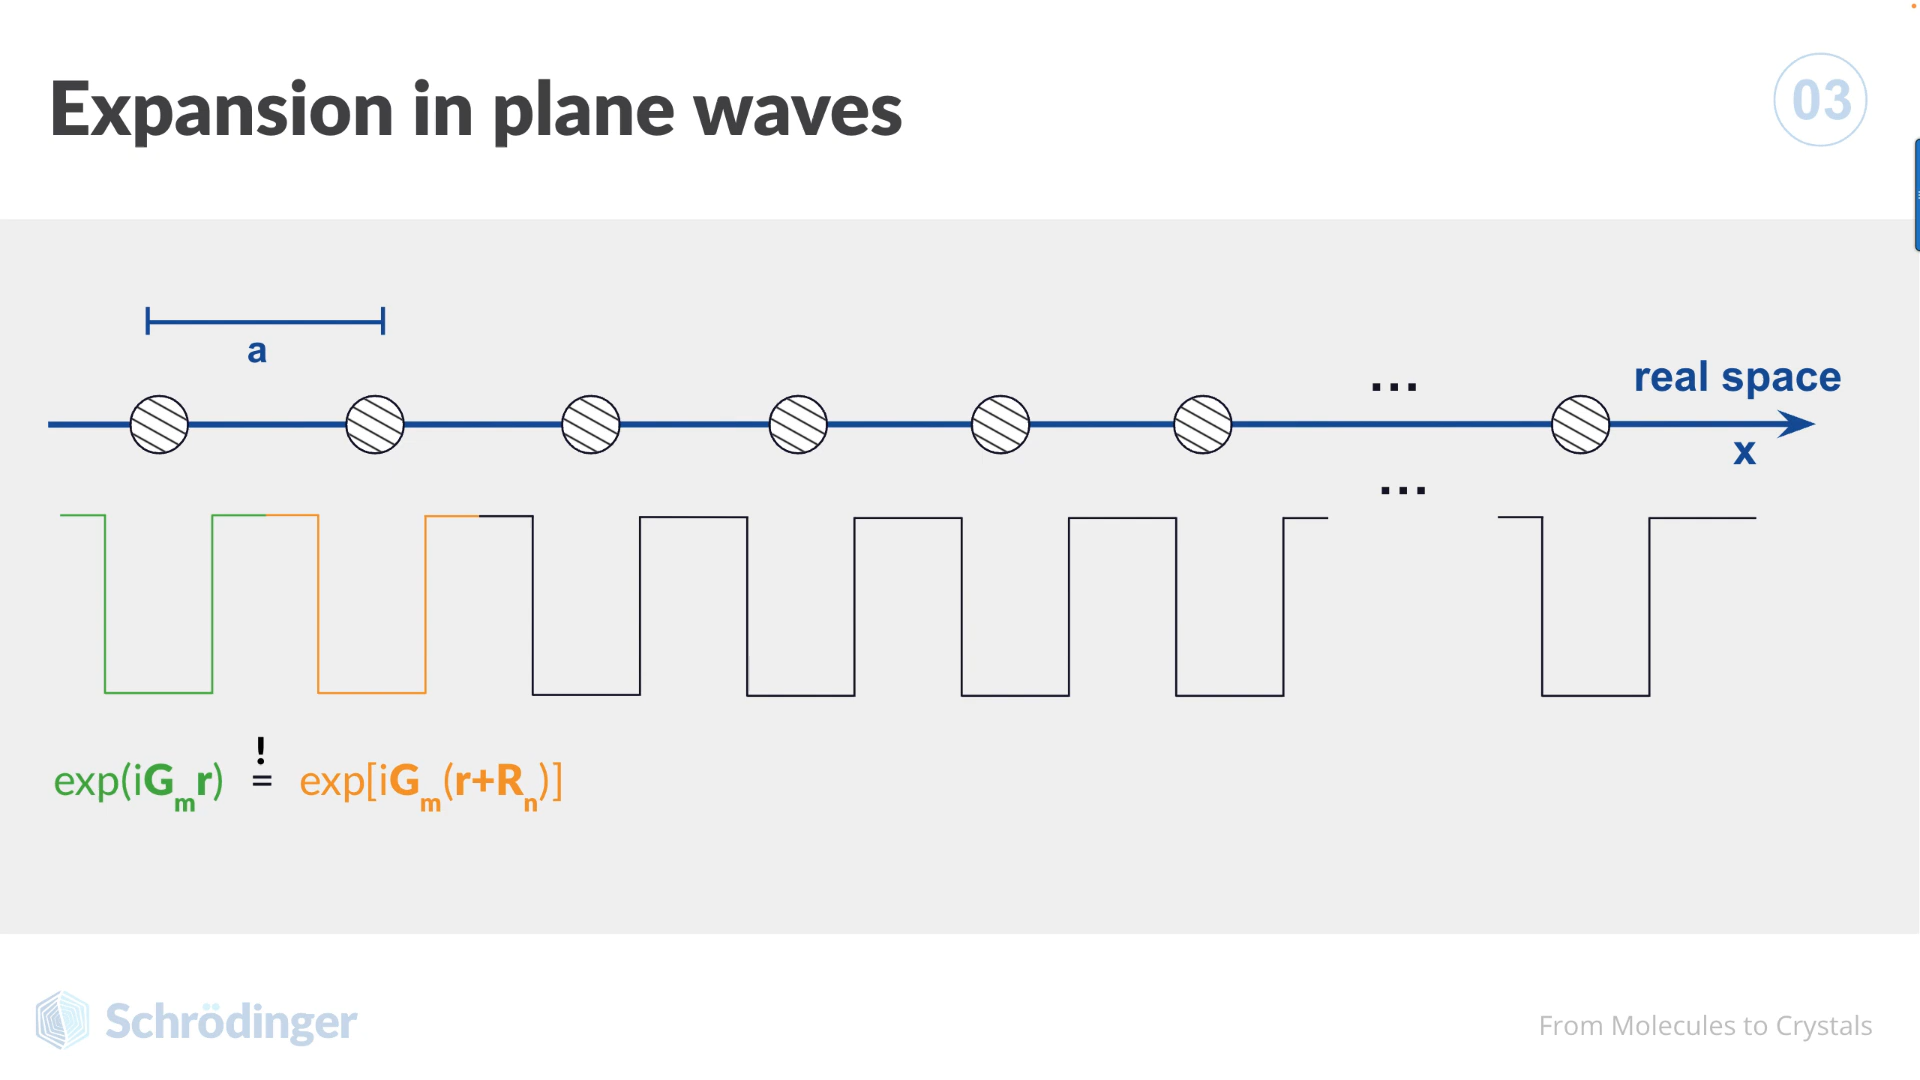 Expansion in plane waves
03
a
...
real space
x
...
!
exp(iGmr) = exp[iGm(r+Rn)]
Schrödinger
From Molecules to Crystals